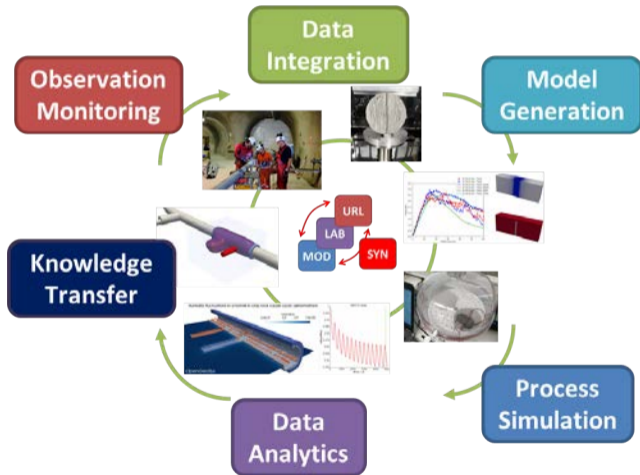 Data
Integration
Observation
Monitoring
Model
Generation
URL
LAB
MOD
SYN
Knowledge
Transfer
Process
Simulation
Data
Analytics